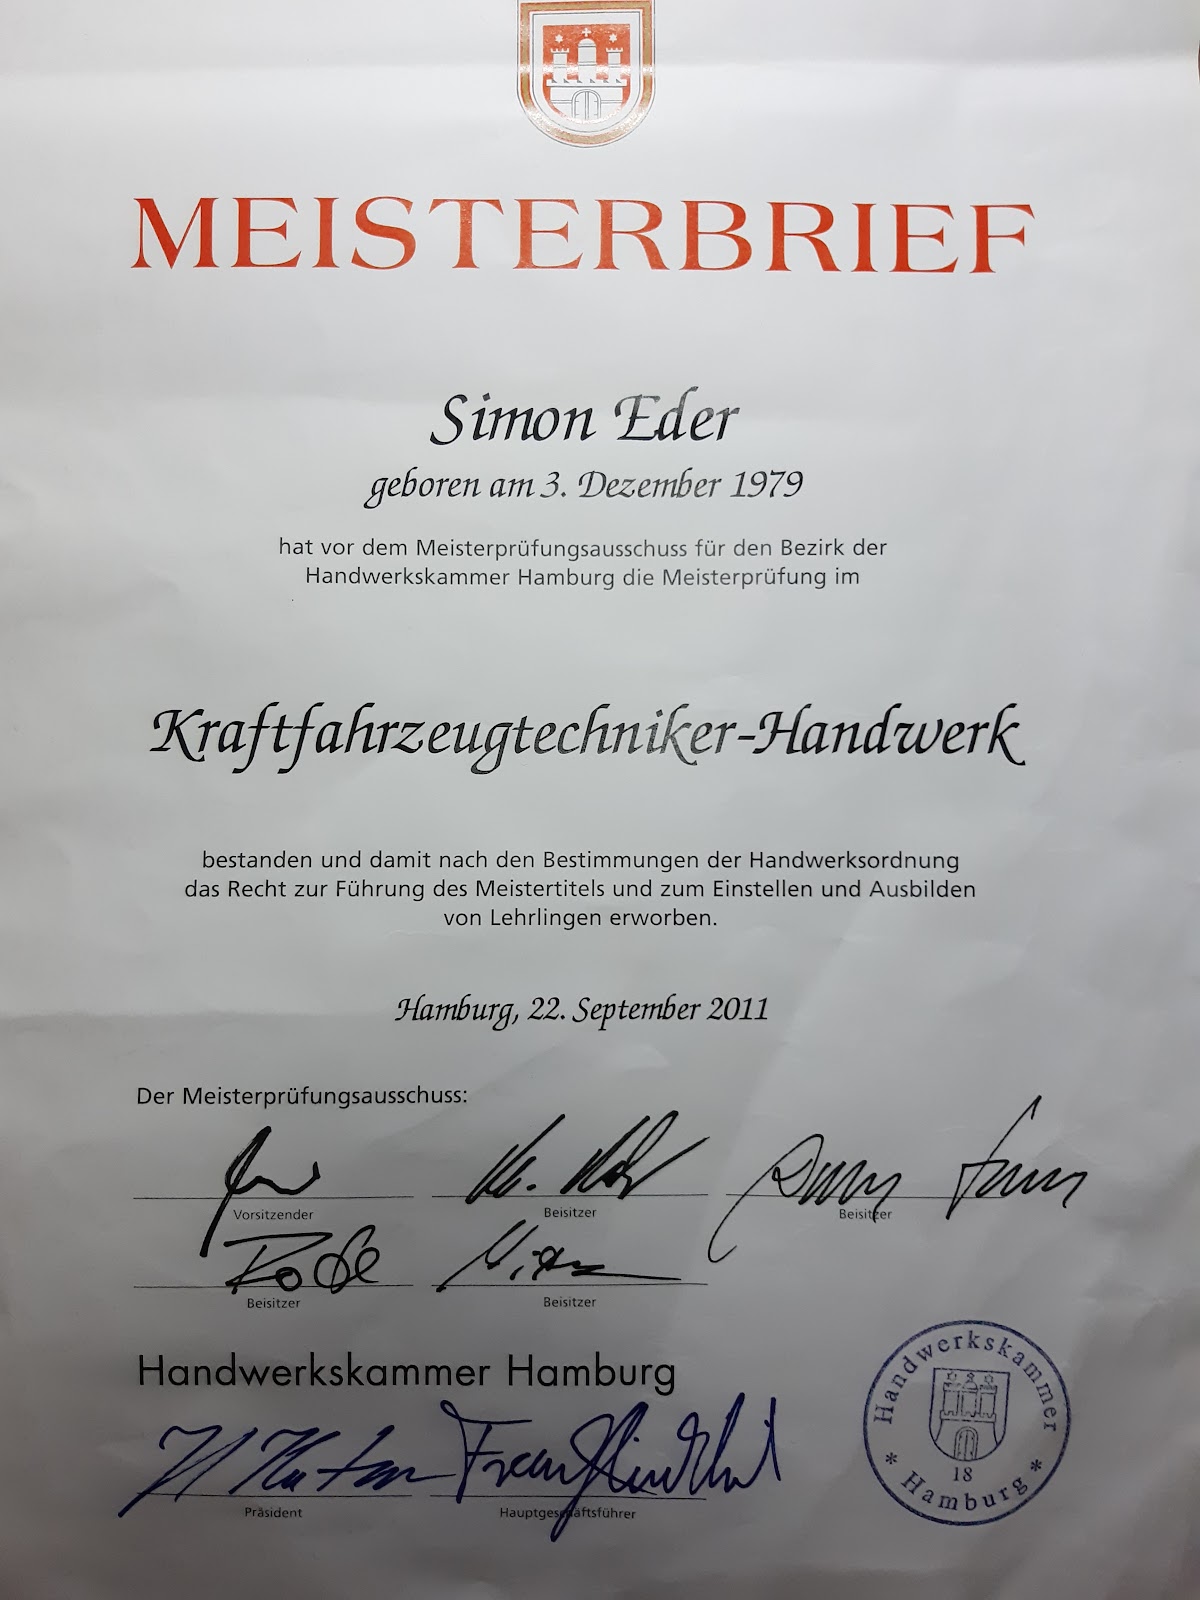 MEISTERBRIEF
Simon Eder
geboren am 3. Dezember 1979
hat vor dem Meisterprüfungsausschuss für den Bezirk der
Handwerkskammer Hamburg die Meisterprüfung im
Kraftfahrzeugtechniker-Handwerk
bestanden und damit nach den Bestimmungen der Handwerksordnung
das Recht zur Führung des Meistertitels und zum Einstellen und Ausbilden
von Lehrlingen erworben.
Hamburg, 22. September 2011
Der Meisterprüfungsausschuss:
Vorsitzender
Beisitzer
Beisitzer
Beisitzer
Beisitzer
Handwerkskammer Hamburg
Präsident
Hauptgeschäftsführer
Handwerkskammer
18
* Hamburg *